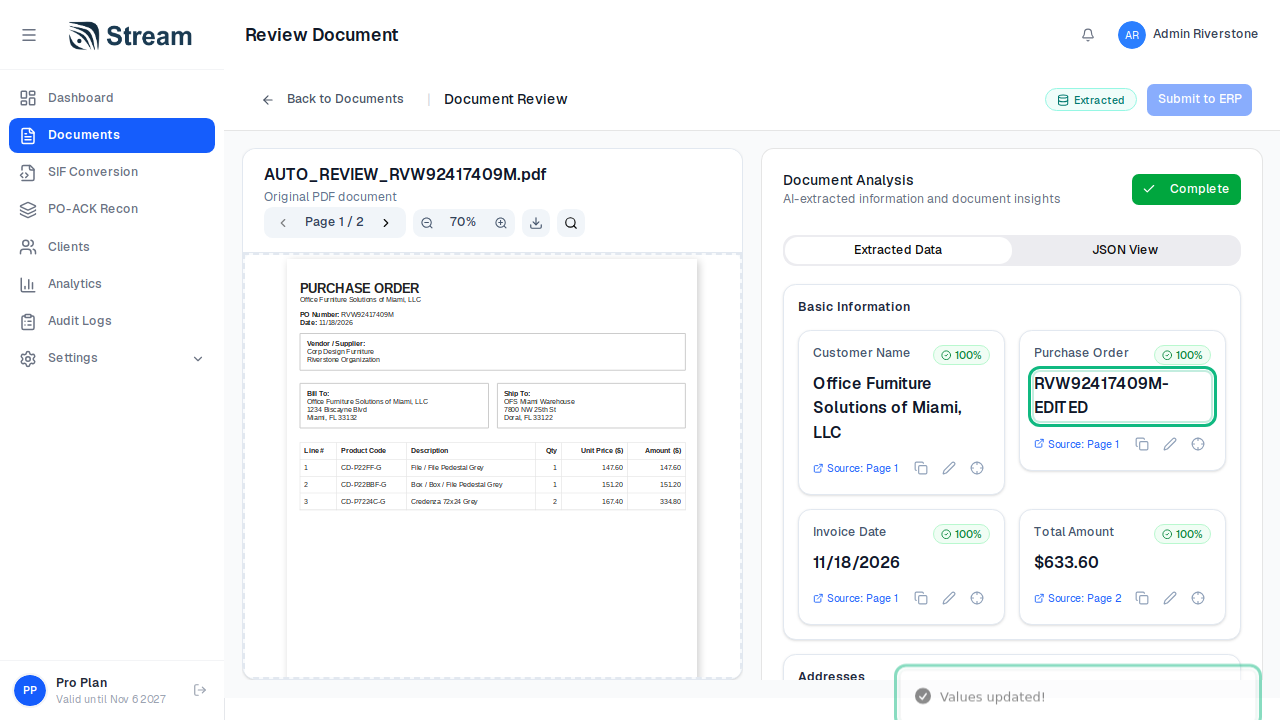 Stream
Review Document
AR
Admin Riverstone
Dashboard
Documents
SIF Conversion
PO-ACK Recon
Clients
Analytics
Audit Logs
Settings
PP
Pro Plan
Valid until Nov 6 2027
Back to Documents
Document Review
Extracted
Submit to ERP
AUTO_REVIEW_RVW92417409M.pdf
Original PDF document
Page 1 / 2
70%
PURCHASE ORDER
Office Furniture Solutions of Miami, LLC
PO Number: RVW92417409M
Date: 11/18/2026
Vendor / Supplier:
Corp Design Furniture
Riverstone Organization
Bill To:
Office Furniture Solutions of Miami, LLC
1234 Biscayne Blvd
Miami, FL 33132
Ship To:
OFS Miami Warehouse
7800 NW 25th St
Doral, FL 33122
Line # Product Code Description Qty Unit Price ($) Amount ($)
1 CD-P22FF-G File / File Pedestal Grey 1 147.60 147.60
2 CD-P22BBF-G Box / Box / File Pedestal Grey 1 151.20 151.20
3 CD-P7224C-G Credenza 72x24 Grey 2 167.40 334.80
Document Analysis
AI-extracted information and document insights
Complete
Extracted Data
JSON View
Basic Information
Customer Name
100%
Office Furniture
Solutions of Miami,
LLC
Source: Page 1
Purchase Order
100%
RVW92417409M-
EDITED
Source: Page 1
Invoice Date
100%
11/18/2026
Source: Page 1
Total Amount
100%
$633.60
Source: Page 2
Addresses
Values updated!